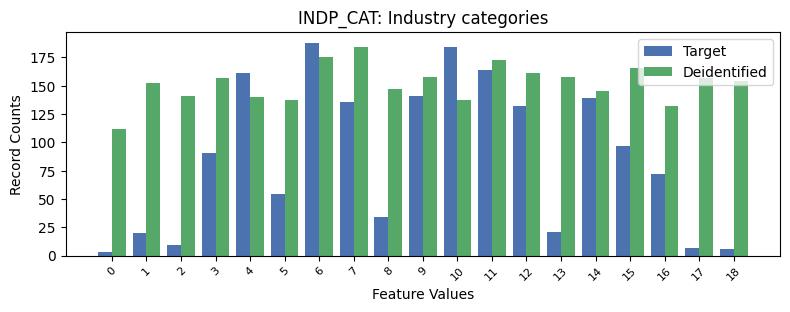 INDP_CAT: Industry categories
Target
Deidentified
175
150
125
100
75
50
25
0
Record Counts
0 1 2 3 4 5 6 7 8 9 10 11 12 13 14 15 16 17 18
Feature Values